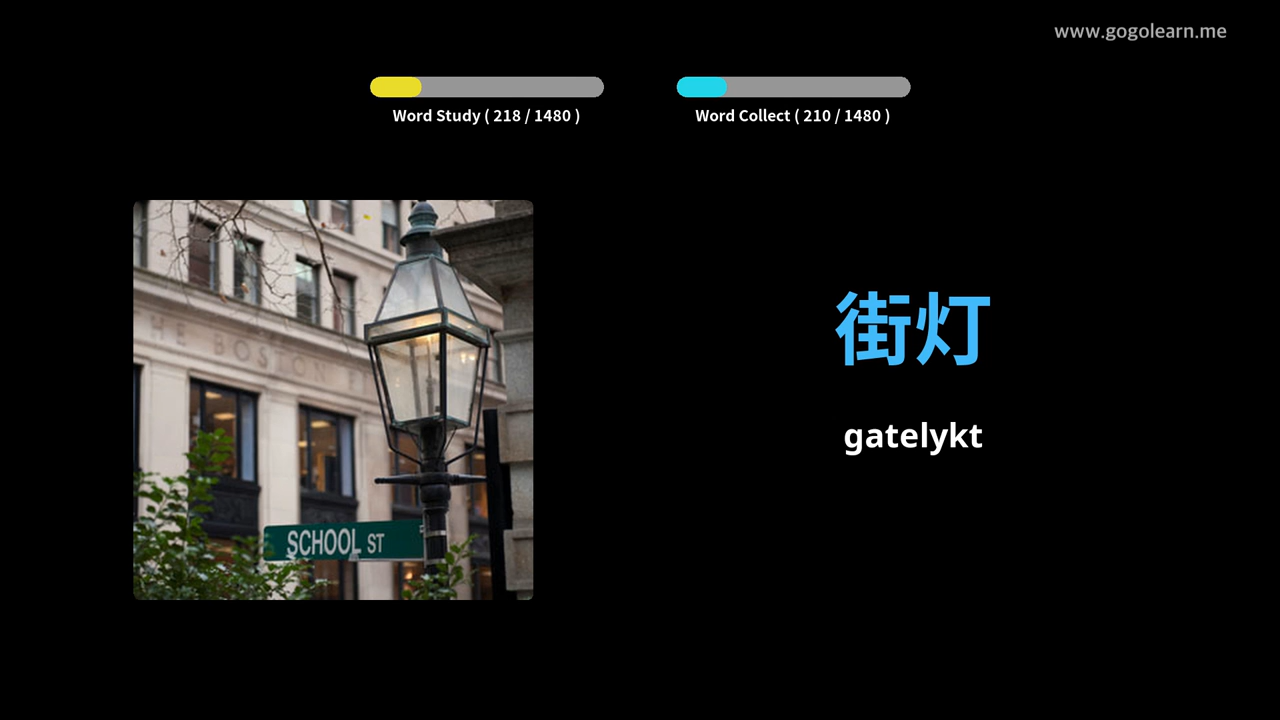 www.gogolearn.me
Word Study ( 218 / 1480 )
Word Collect ( 210 / 1480 )
HE BOSTON
SCHOOL ST
街灯
gatelykt